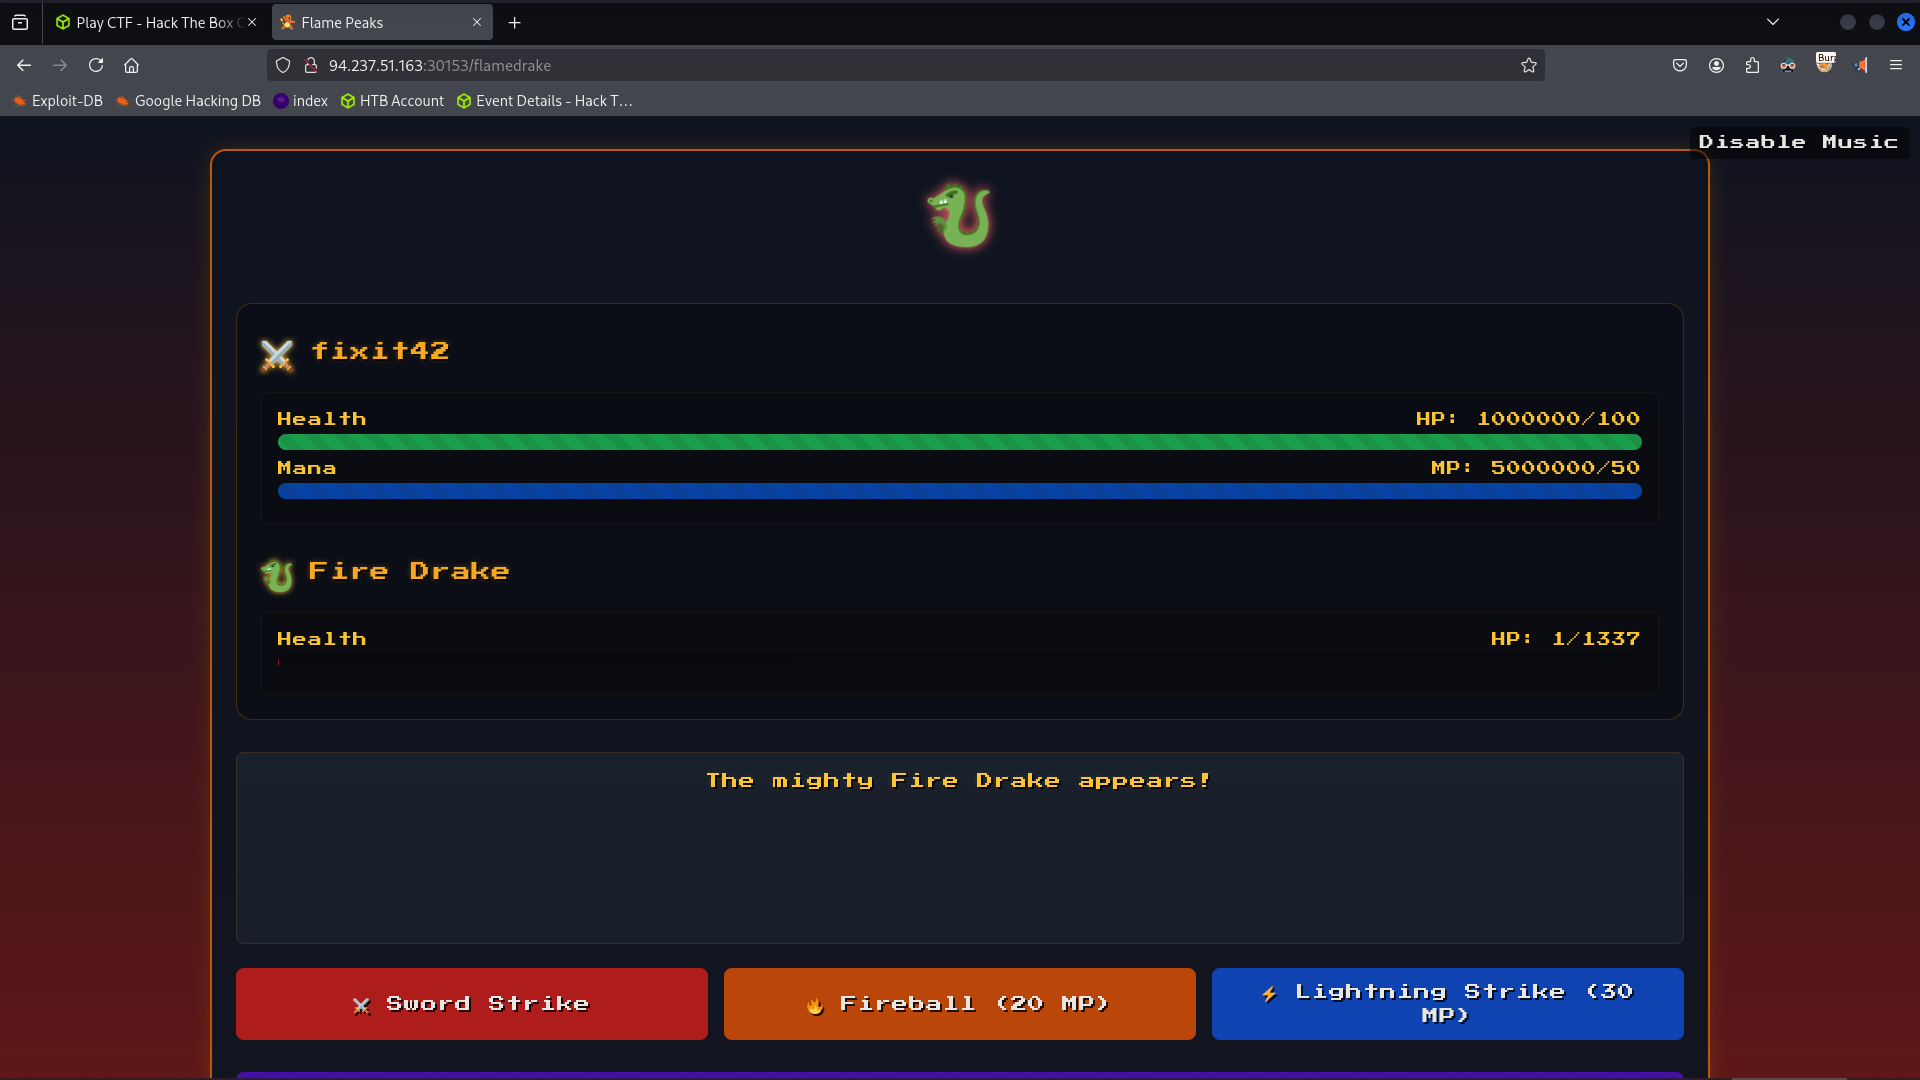 Play CTF - Hack The Box
Flame Peaks
94.237.51.163:30153/flamedrake
Bur
Exploit-DB
Google Hacking DB
index
HTB Account
Event Details - Hack T…
Disable Music
fixit42
Health HP: 1000000/100
Mana MP: 5000000/50
Fire Drake
Health HP: 1/1337
The mighty Fire Drake appears!
Sword Strike
Fireball (20 MP)
Lightning Strike (30
MP)